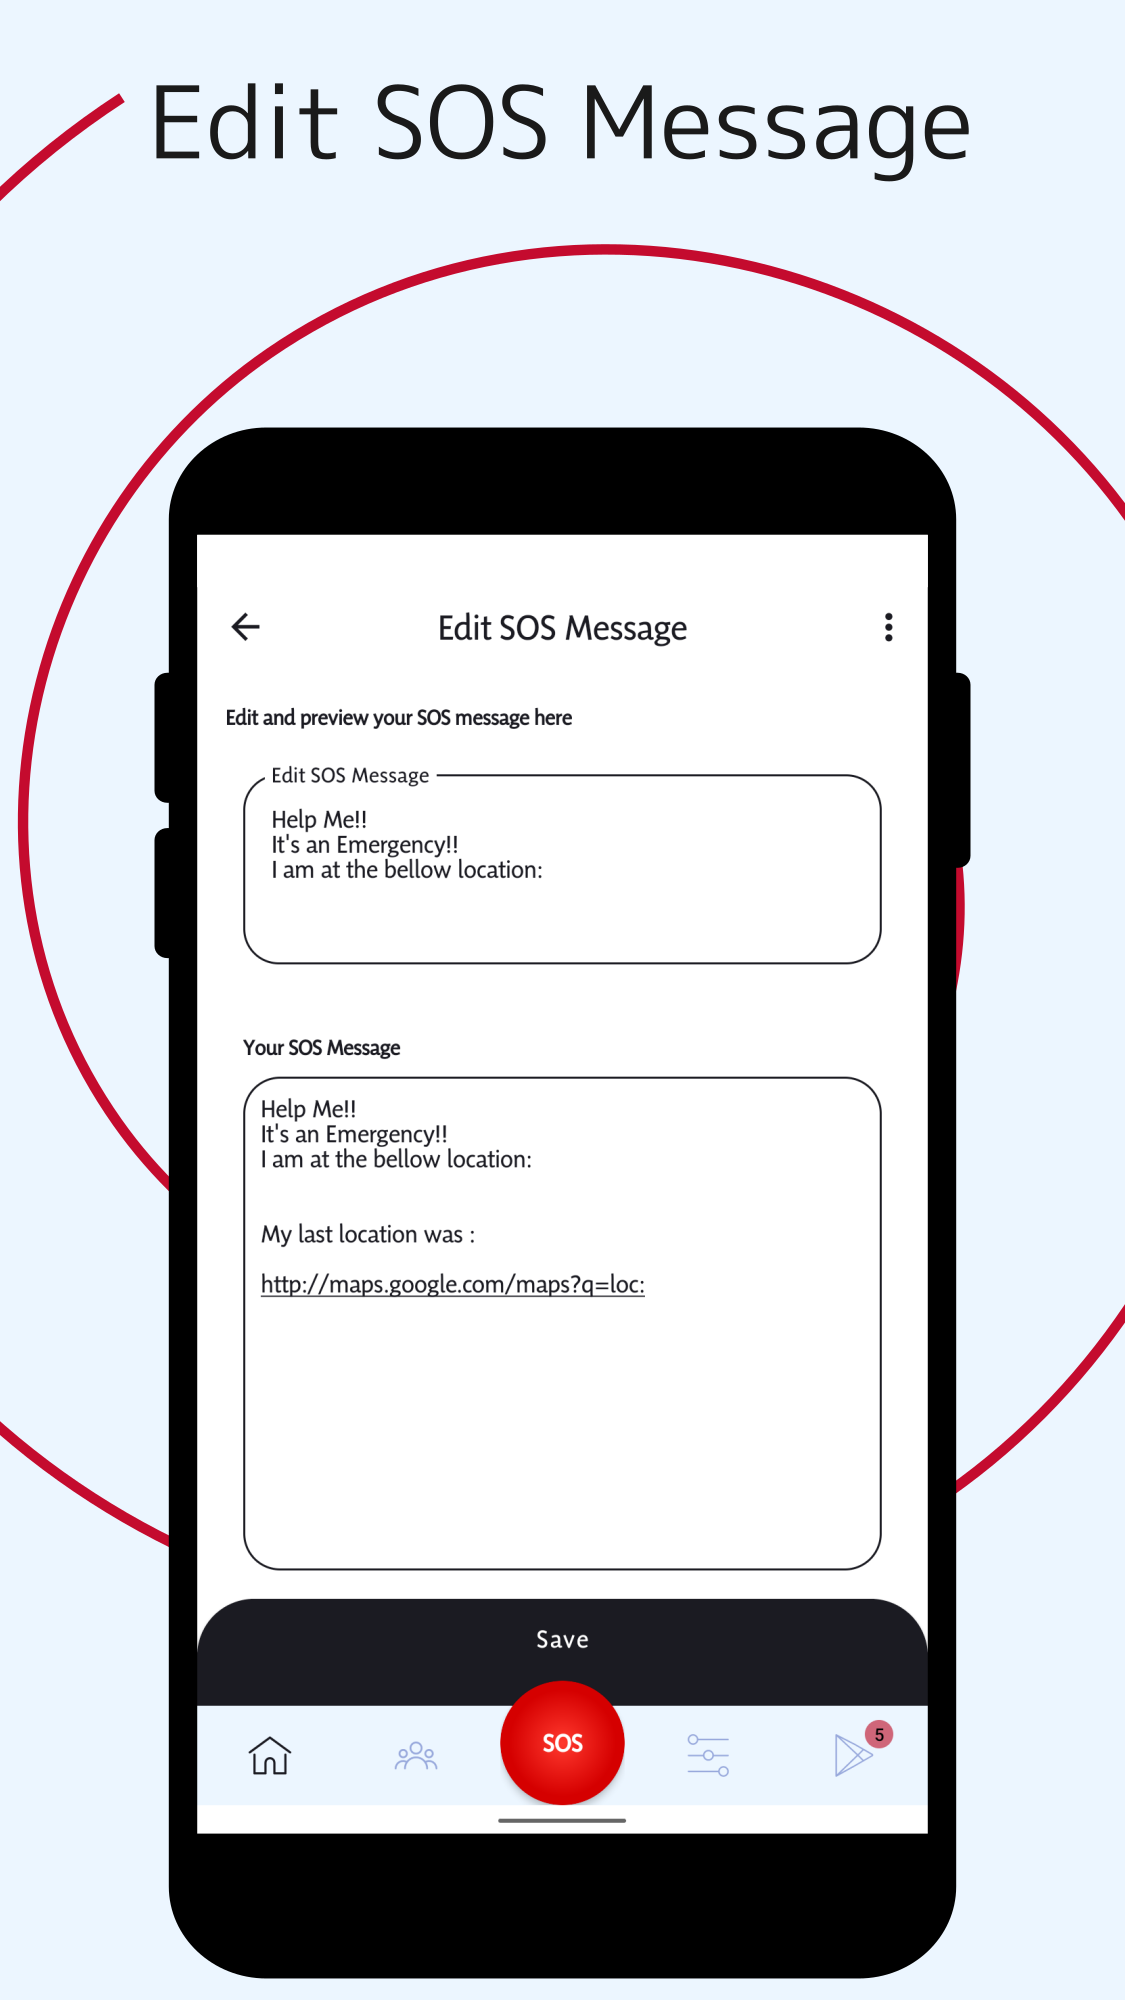 Edit SOS Message
Edit SOS Message
Edit and preview your SOS message here
Edit SOS Message
Help Me!!
It's an Emergency!!
I am at the bellow location:
Your SOS Message
Help Me!!
It's an Emergency!!
I am at the bellow location:
My last location was :
http://maps.google.com/maps?q=loc:
Save
SOS
5